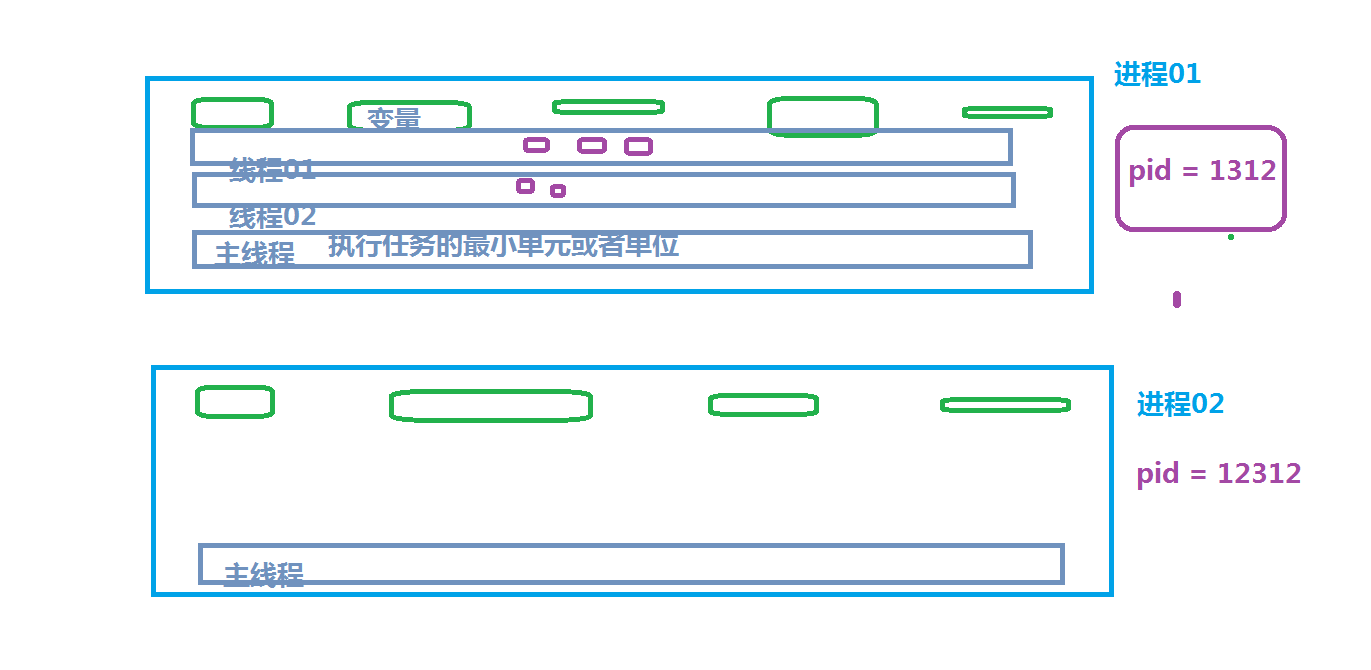 进程01
变量
pid = 1312
线程01
线程02
主线程 执行任务的最小单元或者单位
进程02
pid = 12312
主线程